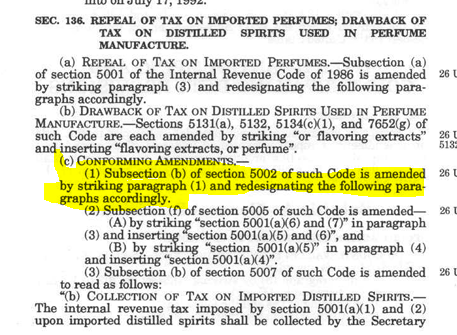 into on July 17, 1992.
SEC. 136. REPEAL OF TAX ON IMPORTED PERFUMES; DRAWBACK OF
TAX ON DISTILLED SPIRITS USED IN PERFUME
MANUFACTURE.
(a) REPEAL OF TAX ON IMPORTED PERFUMES.—Subsection (a)
of section 5001 of the Internal Revenue Code of 1986 is amended 26 U
by striking paragraph (3) and redesignating the following para-
graphs accordingly.
(b) DRAWBACK OF TAX ON DISTILLED SPIRITS USED IN PERFUME
MANUFACTURE.—Sections 5131(a), 5132, 5134(c)(1), and 7652(g) of
such Code are each amended by striking "or flavoring extracts" 26 U
and inserting "flavoring extracts, or perfume". 5132
(c) CONFORMING AMENDMENTS.—
(1) Subsection (b) of section 5002 of such Code is amended 26 U
by striking paragraph (1) and redesignating the following para-
graphs accordingly.
(2) Subsection (f) of section 5005 of such Code is amended— 26 U
(A) by striking "section 5001(a)(6) and (7)" in paragraph
(3) and inserting "section 5001(a)(5) and (6)", and
(B) by striking "section 5001(a)(5)" in paragraph (4)
and inserting "section 5001(a)(4)".
(3) Subsection (b) of section 5007 of such Code is amended 26 U
to read as follows:
"(b) COLLECTION OF TAX ON IMPORTED DISTILLED SPIRITS.—
The internal revenue tax imposed by section 5001(a)(1) and (2)
upon imported distilled spirits shall be collected by the Secretary